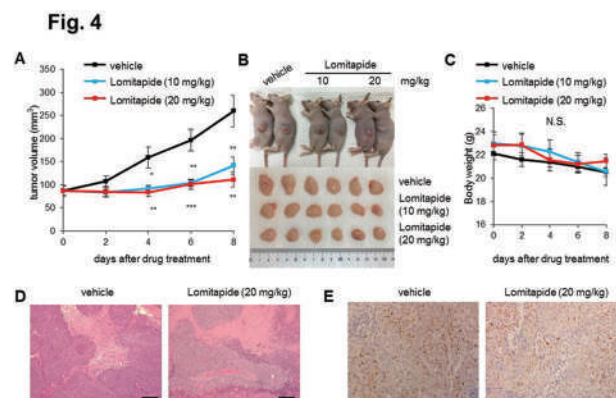 Fig. 4
A
vehicle
Lomitapide (10 mg/kg)
Lomitapide (20 mg/kg)
tumor volume (mm³)
350
300
250
200
150
100
50
0
0 2 4 6 8
* ** **
** *** **
days after drug treatment
B
vehicle
Lomitapide
10 20 mg/kg
vehicle
Lomitapide
(10 mg/kg)
Lomitapide
(20 mg/kg)
C
vehicle
Lomitapide (10 mg/kg)
Lomitapide (20 mg/kg)
Body weight (g)
26
24
22
20
18
16
N.S.
0 2 4 6 8
days after drug treatment
D
vehicle Lomitapide (20 mg/kg)
E
vehicle Lomitapide (20 mg/kg)